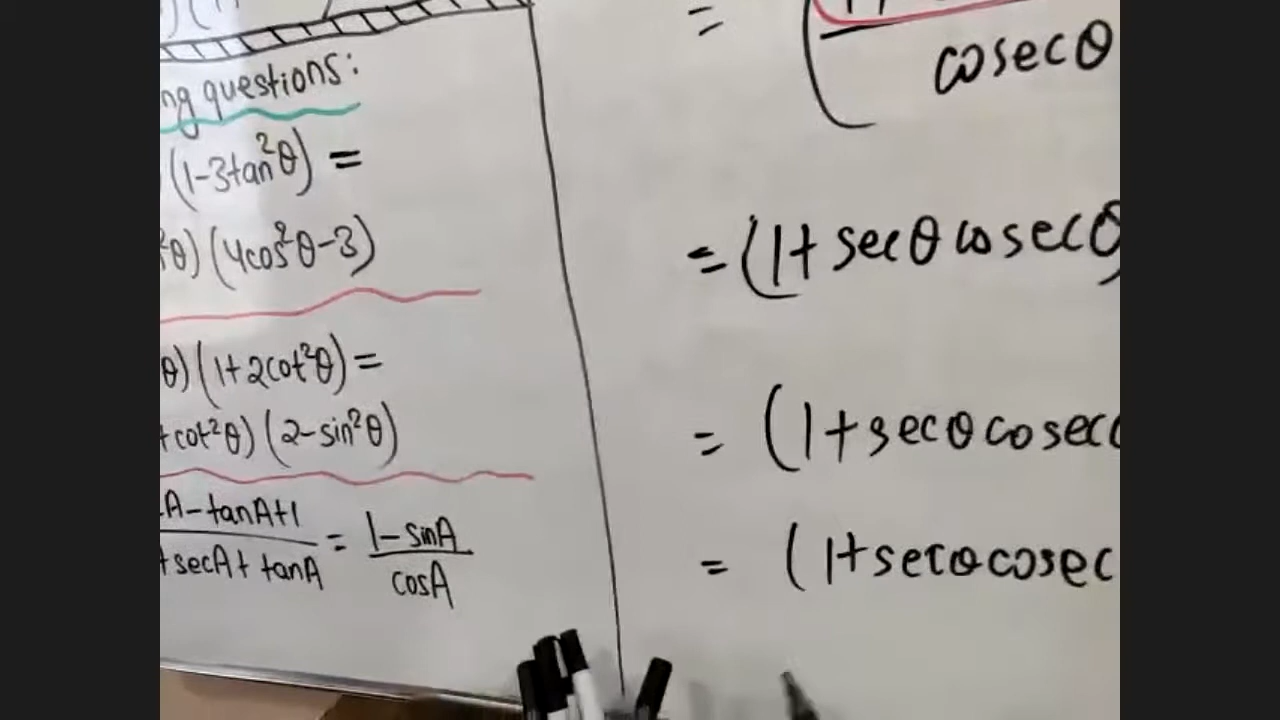 ng questions:
(1-3tan²θ) =
²θ) (4cos²θ-3)
θ) (1+2cot²θ) =
+cot²θ) (2-sin²θ)
A-tanA+1
+secA+tanA
= 1-sinA
cosA
=
cosecθ
= (1+secθcosecθ)
= (1+secθcosec
= (1+secθcosec